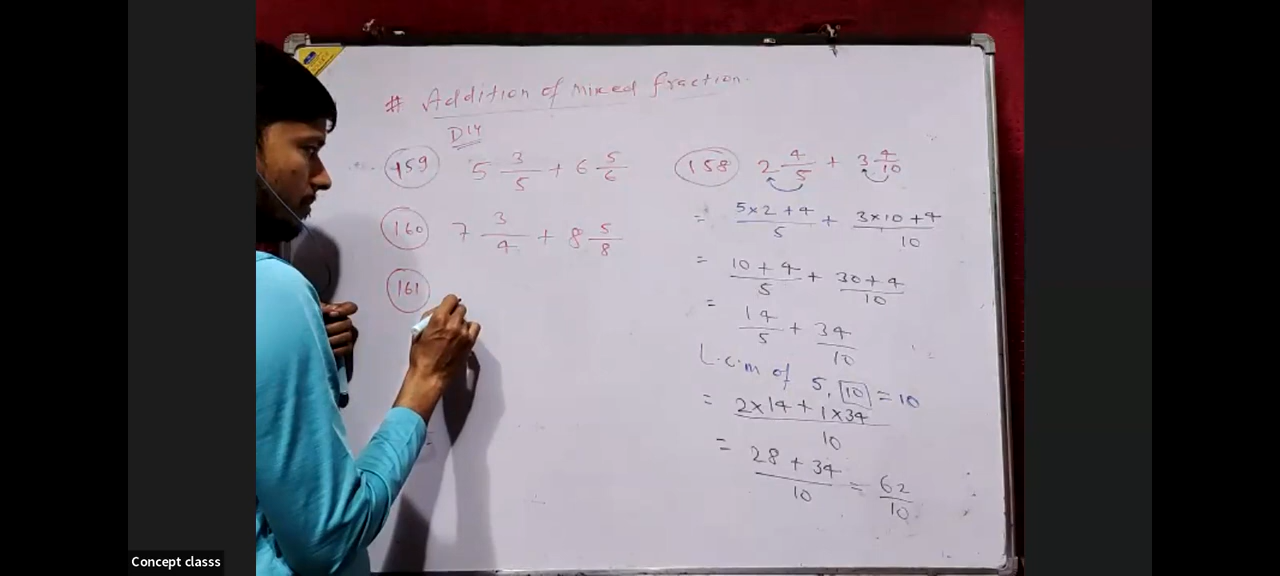 # Addition of mixed fraction.
D14
159 5 3/5 + 6 5/6
160 7 3/4 + 8 5/8
161
158 2 4/5 + 3 4/10
= 5×2+4/5 + 3×10+4/10
= 10+4/5 + 30+4/10
= 14/5 + 34/10
L.c.m of 5, 10 = 10
= 2×14+1×34/10
= 28+34/10 = 62/10
Concept classs